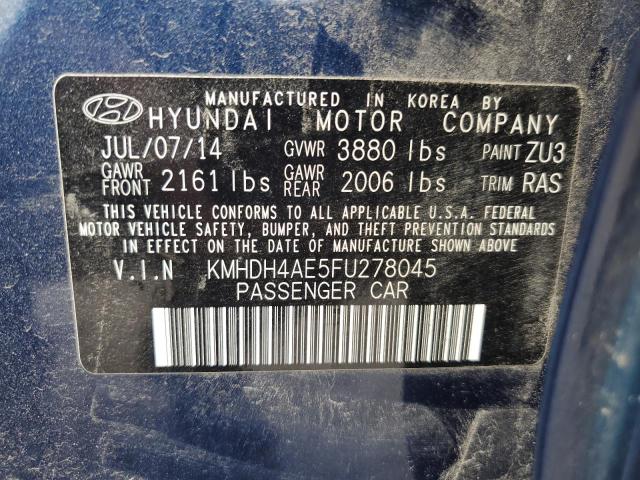 MANUFACTURED IN KOREA BY
HYUNDAI MOTOR COMPANY
JUL/07/14 GVWR 3880 lbs PAINT ZU3
GAWR FRONT 2161 lbs GAWR REAR 2006 lbs TRIM RAS
THIS VEHICLE CONFORMS TO ALL APPLICABLE U.S.A. FEDERAL
MOTOR VEHICLE SAFETY, BUMPER, AND THEFT PREVENTION STANDARDS
IN EFFECT ON THE DATE OF MANUFACTURE SHOWN ABOVE.
V.I.N KMHDH4AE5FU278045
PASSENGER CAR